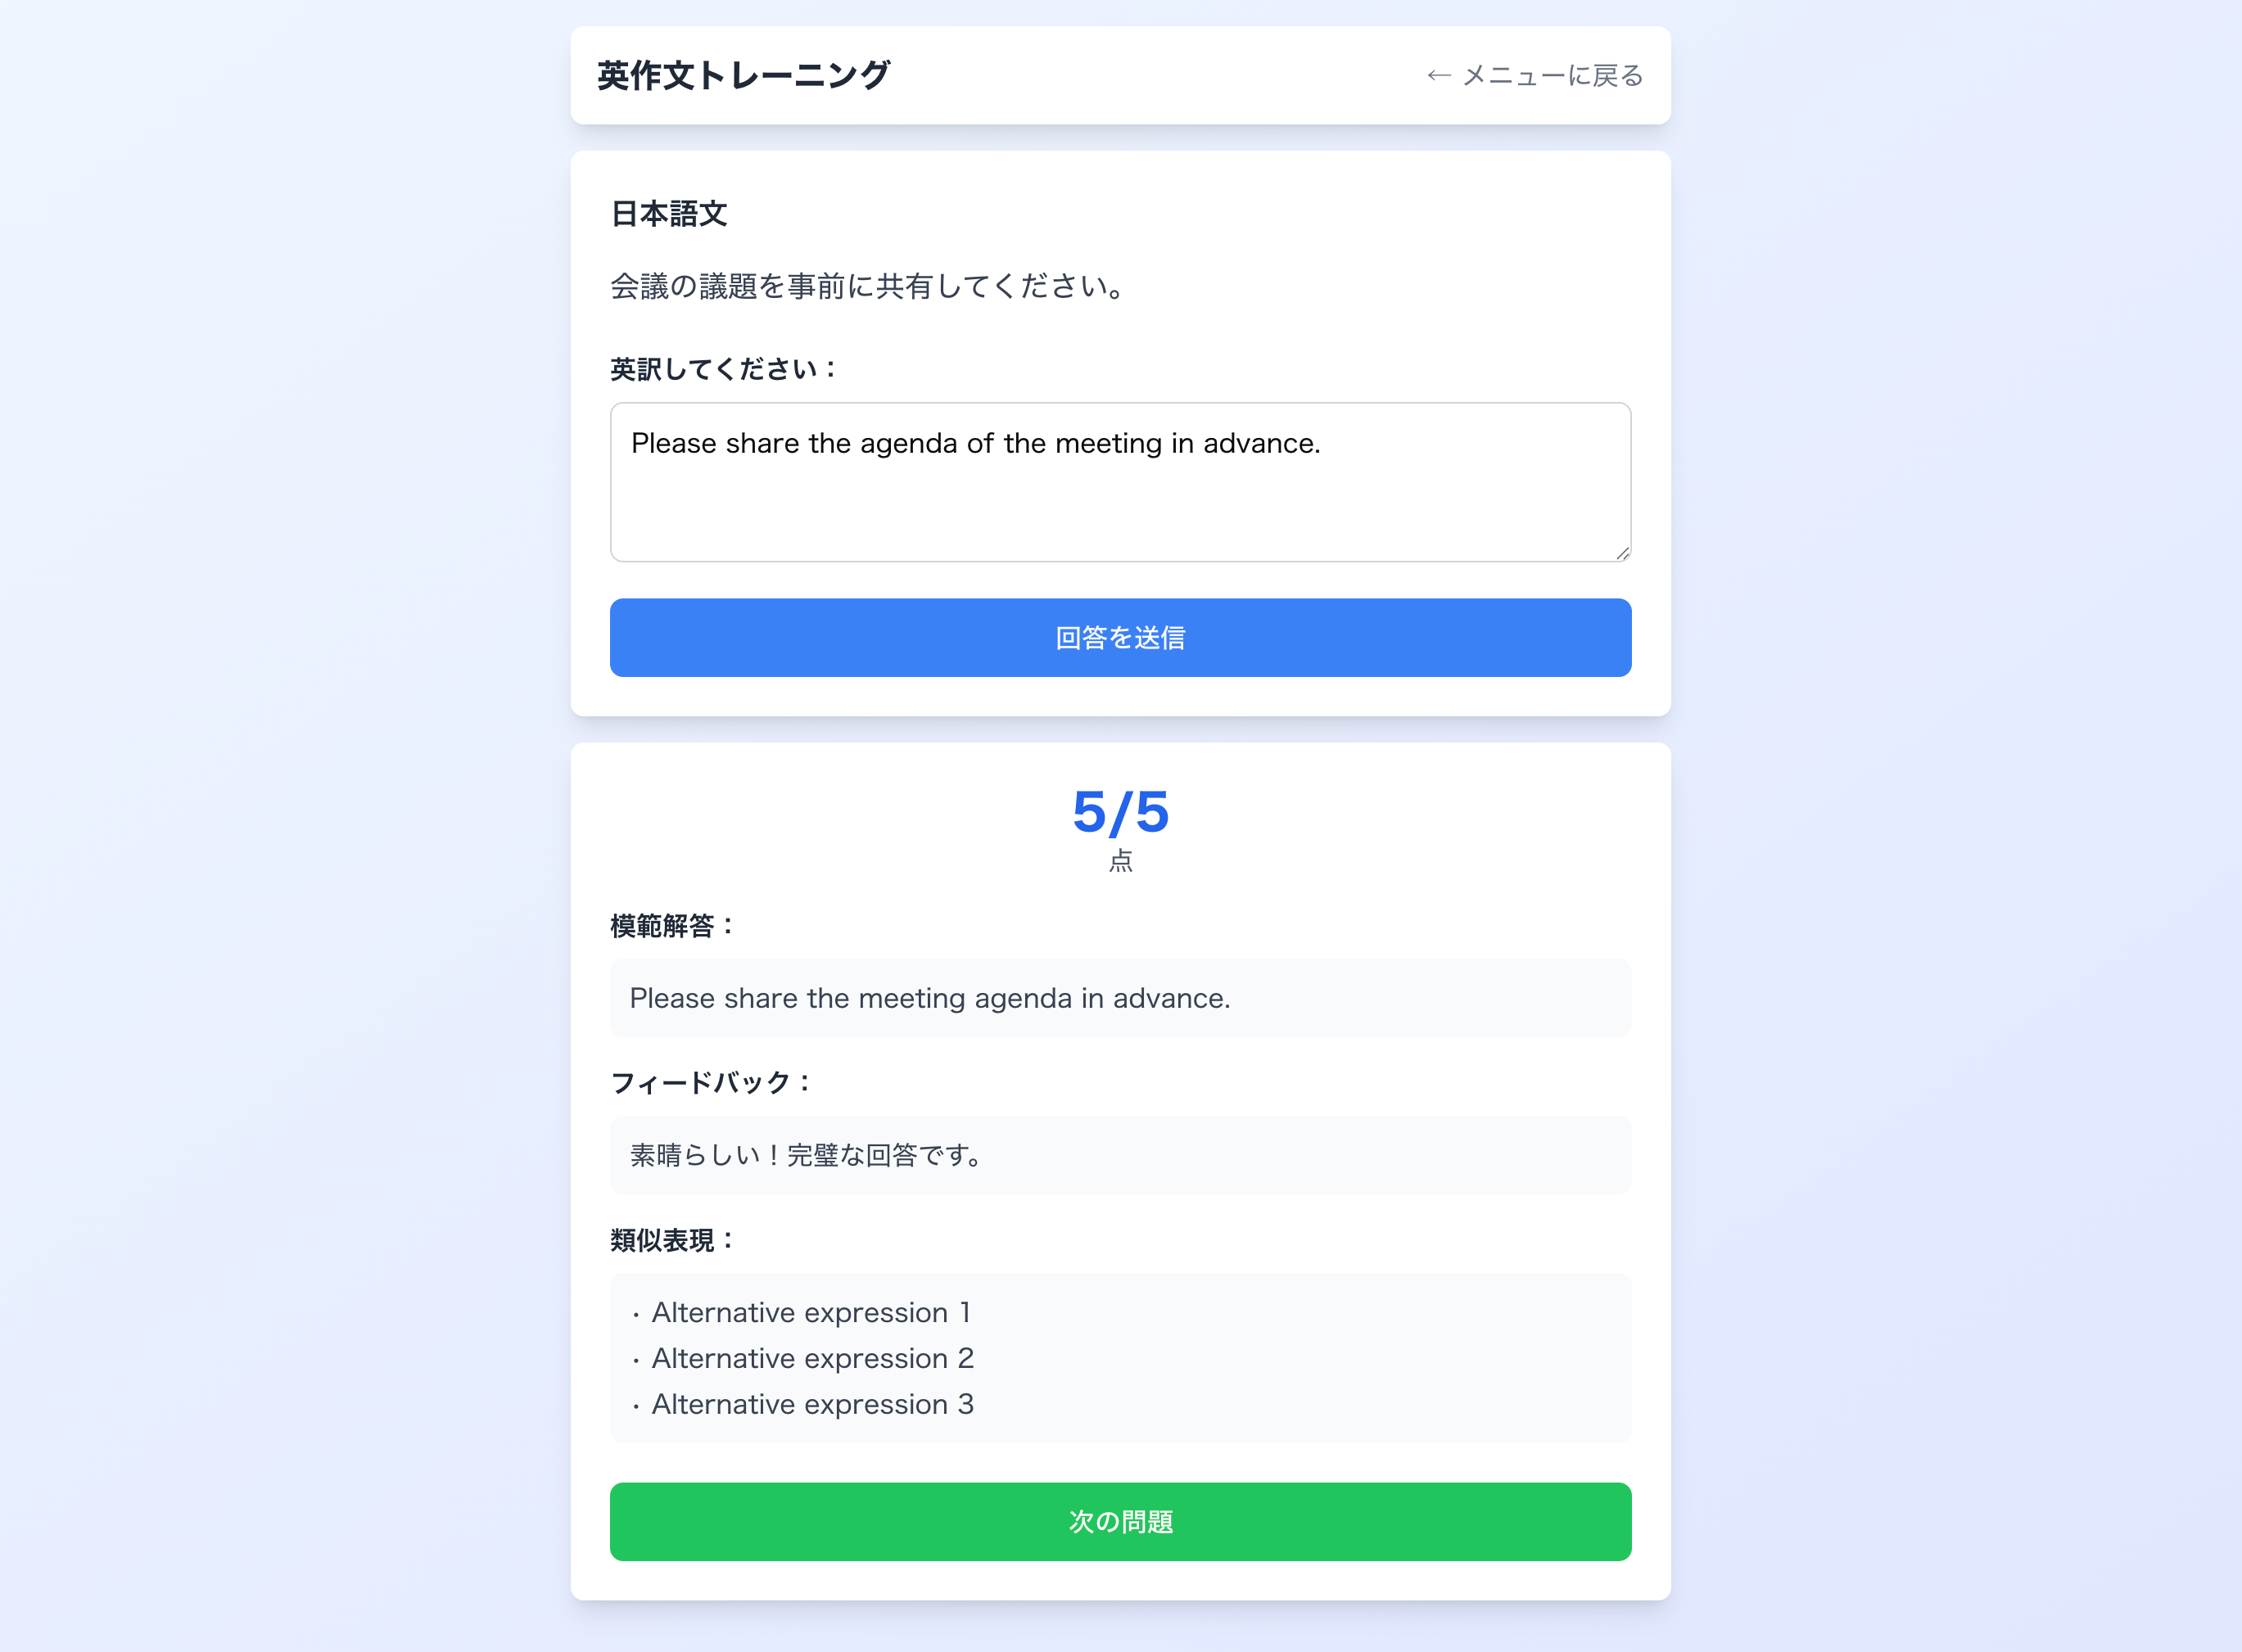 英作文トレーニング
← メニューに戻る
日本語文
会議の議題を事前に共有してください。
英訳してください：
Please share the agenda of the meeting in advance.
回答を送信
5/5
点
模範解答：
Please share the meeting agenda in advance.
フィードバック：
素晴らしい！完璧な回答です。
類似表現：
• Alternative expression 1
• Alternative expression 2
• Alternative expression 3
次の問題